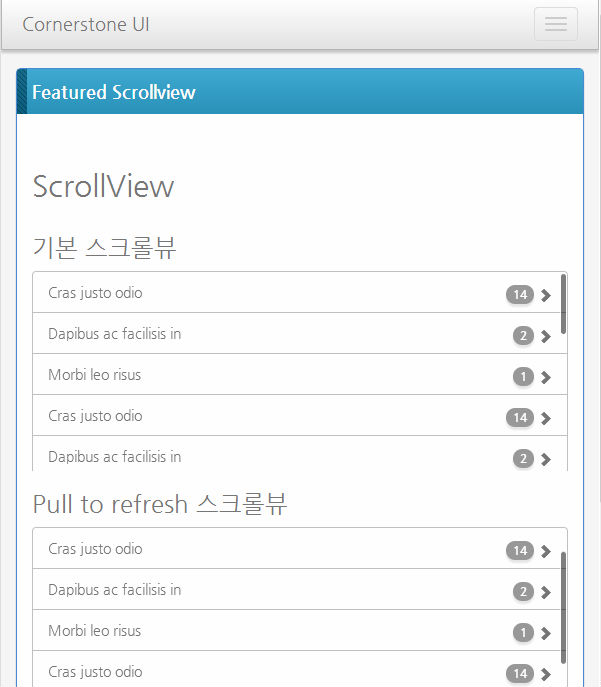 Cornerstone UI
Featured Scrollview
ScrollView
기본 스크롤뷰
Cras justo odio 14
Dapibus ac facilisis in 2
Morbi leo risus 1
Cras justo odio 14
Dapibus ac facilisis in 2
Pull to refresh 스크롤뷰
Cras justo odio 14
Dapibus ac facilisis in 2
Morbi leo risus 1
Cras justo odio 14